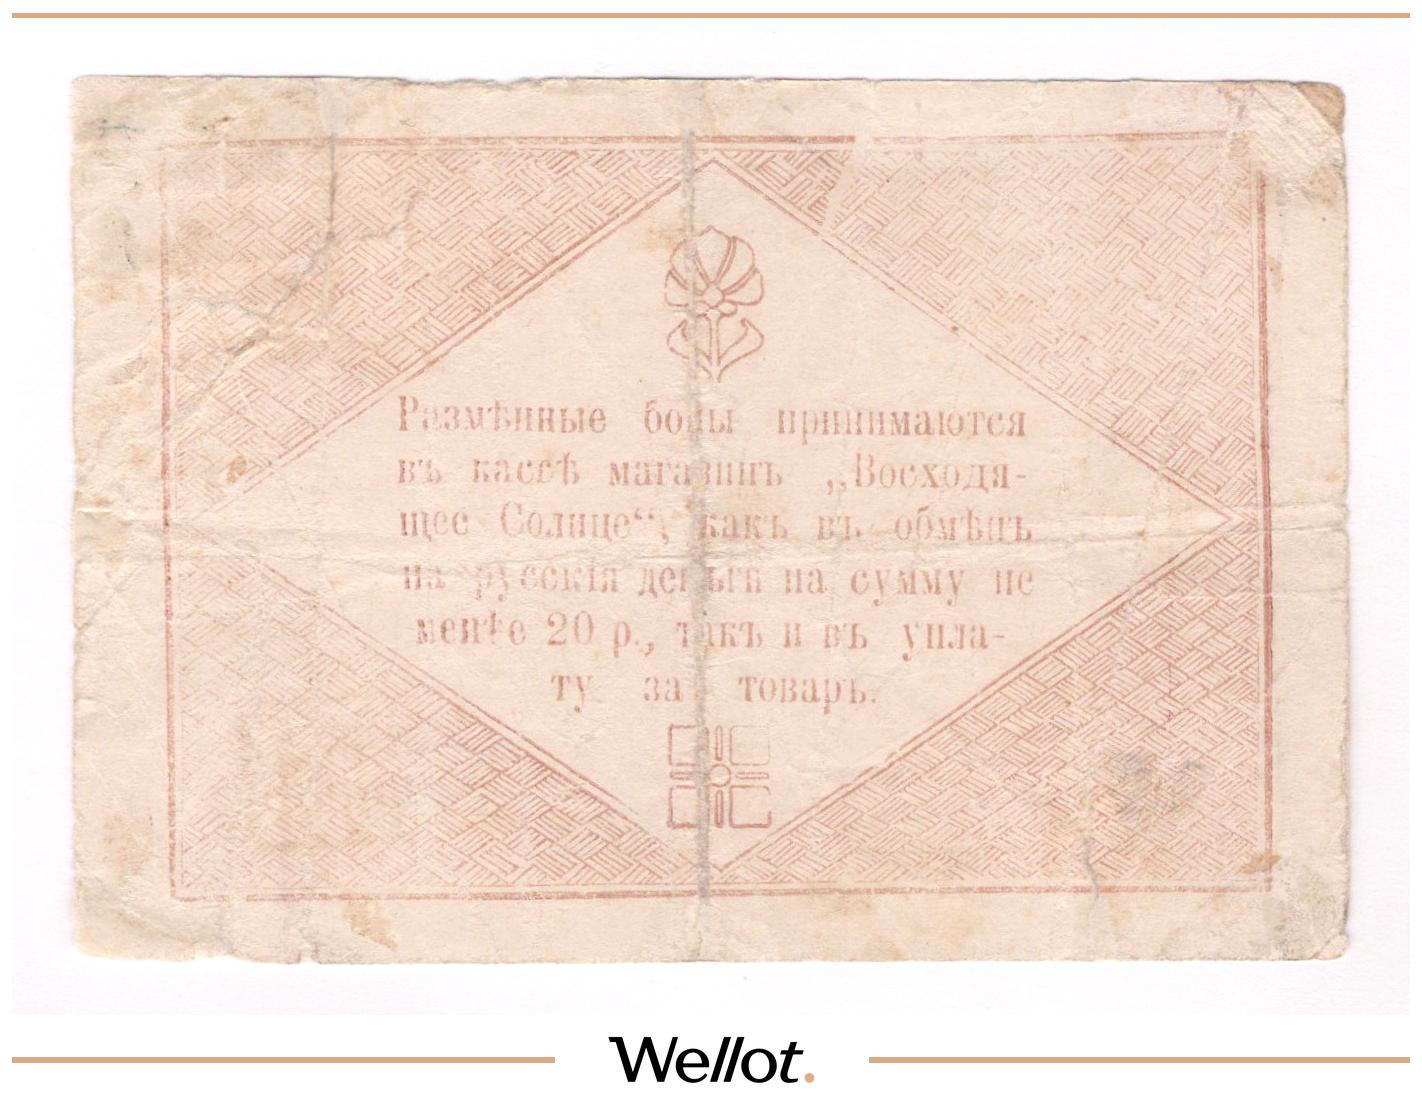 Размѣнные боны принимаются
въ кассѣ магазинъ „Восходя-
щее Солнце“, какъ въ обмѣнъ
на русскія деньги на сумму не
менѣе 20 р., такъ и въ упла-
ту за товаръ.
Wellot.